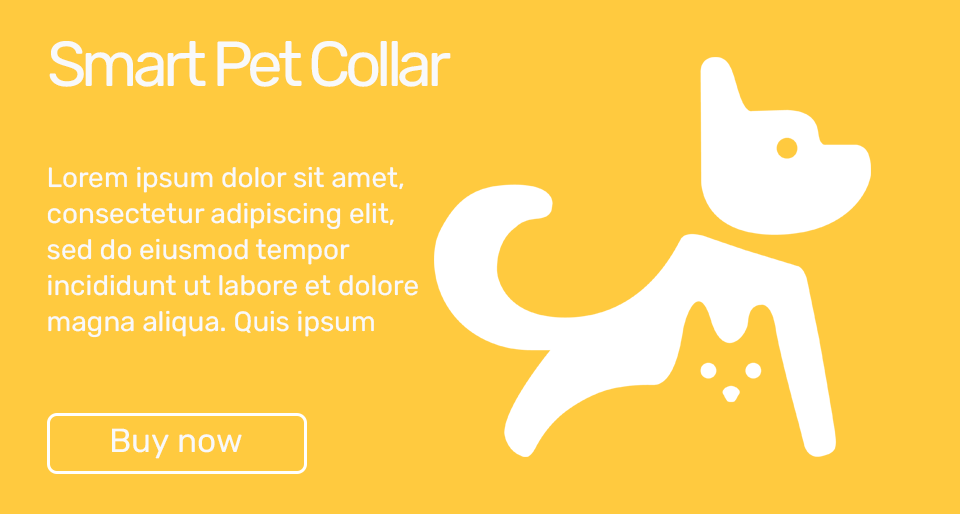 Smart Pet Collar
Lorem ipsum dolor sit amet,
consectetur adipiscing elit,
sed do eiusmod tempor
incididunt ut labore et dolore
magna aliqua. Quis ipsum
Buy now